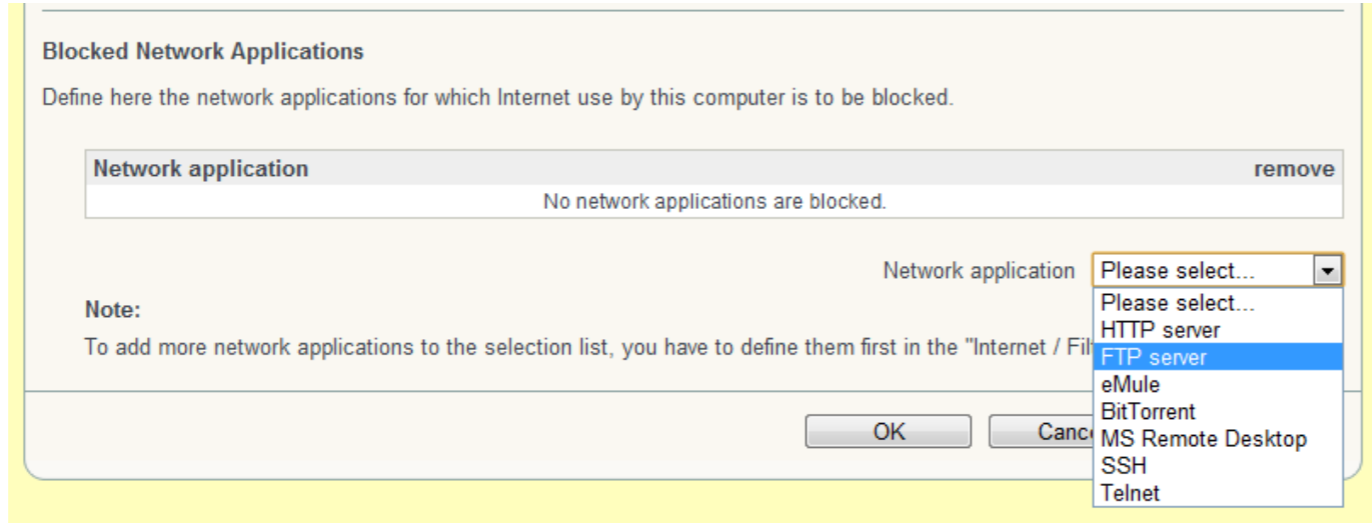 Blocked Network Applications
Define here the network applications for which Internet use by this computer is to be blocked.
Network application remove
No network applications are blocked.
Network application Please select...
Please select...
Note:
HTTP server
To add more network applications to the selection list, you have to define them first in the "Internet / Fil
FTP server
eMule
BitTorrent
OK Canc
MS Remote Desktop
SSH
Telnet